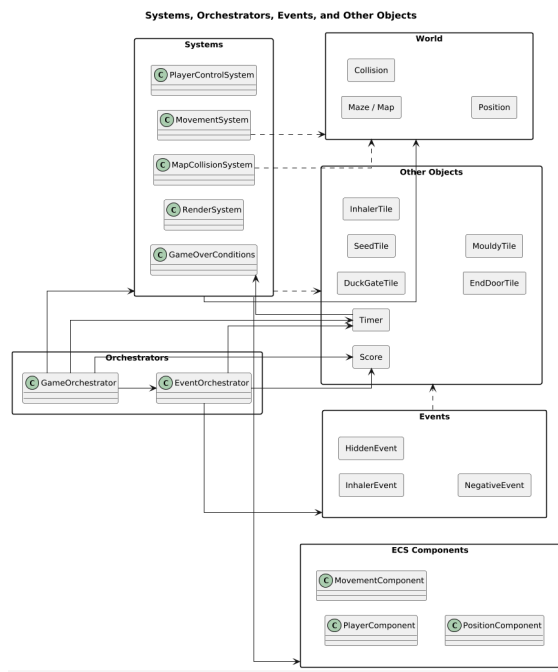 Systems, Orchestrators, Events, and Other Objects
Systems
C PlayerControlSystem
C MovementSystem
C MapCollisionSystem
C RenderSystem
C GameOverConditions
World
Collision
Maze / Map
Position
Other Objects
InhalerTile
SeedTile
MouldyTile
DuckGateTile
EndDoorTile
Timer
Score
Orchestrators
C GameOrchestrator
C EventOrchestrator
Events
HiddenEvent
InhalerEvent
NegativeEvent
ECS Components
C MovementComponent
C PlayerComponent
C PositionComponent